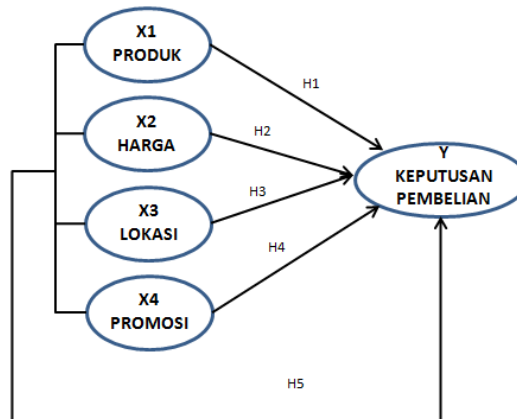 X1
PRODUK
H1
X2
HARGA
H2
Y
KEPUTUSAN
PEMBELIAN
H3
X3
LOKASI
H4
X4
PROMOSI
H5